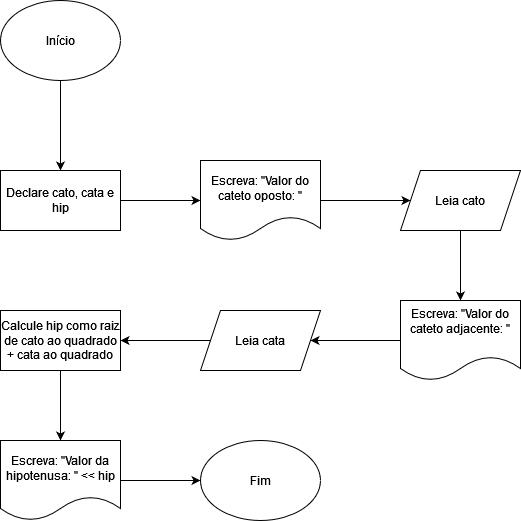 Início
Declare cato, cata e
hip
Escreva: "Valor do
cateto oposto: "
Leia cato
Escreva: "Valor do
cateto adjacente: "
Leia cata
Calcule hip como raiz
de cato ao quadrado
+ cata ao quadrado
Escreva: "Valor da
hipotenusa: " << hip
Fim